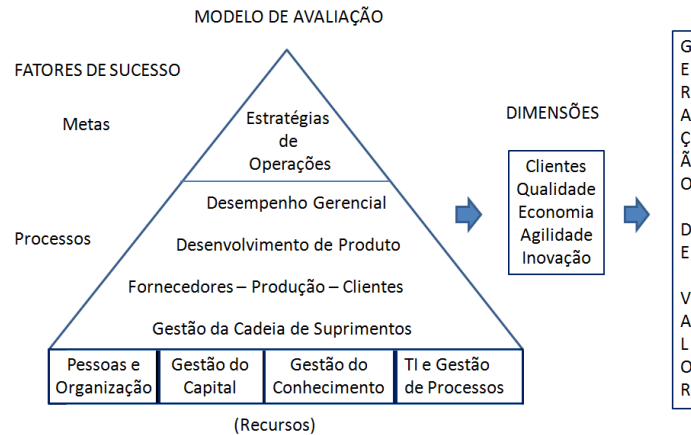 MODELO DE AVALIAÇÃO
FATORES DE SUCESSO
Metas
Estratégias
de
Operações
Processos
Desempenho Gerencial
Desenvolvimento de Produto
Fornecedores – Produção – Clientes
Gestão da Cadeia de Suprimentos
Pessoas e
Organização
Gestão do
Capital
Gestão do
Conhecimento
TI e Gestão
de Processos
(Recursos)
DIMENSÕES
Clientes
Qualidade
Economia
Agilidade
Inovação
G
E
R
A
Ç
Ã
O
D
E
V
A
L
O
R